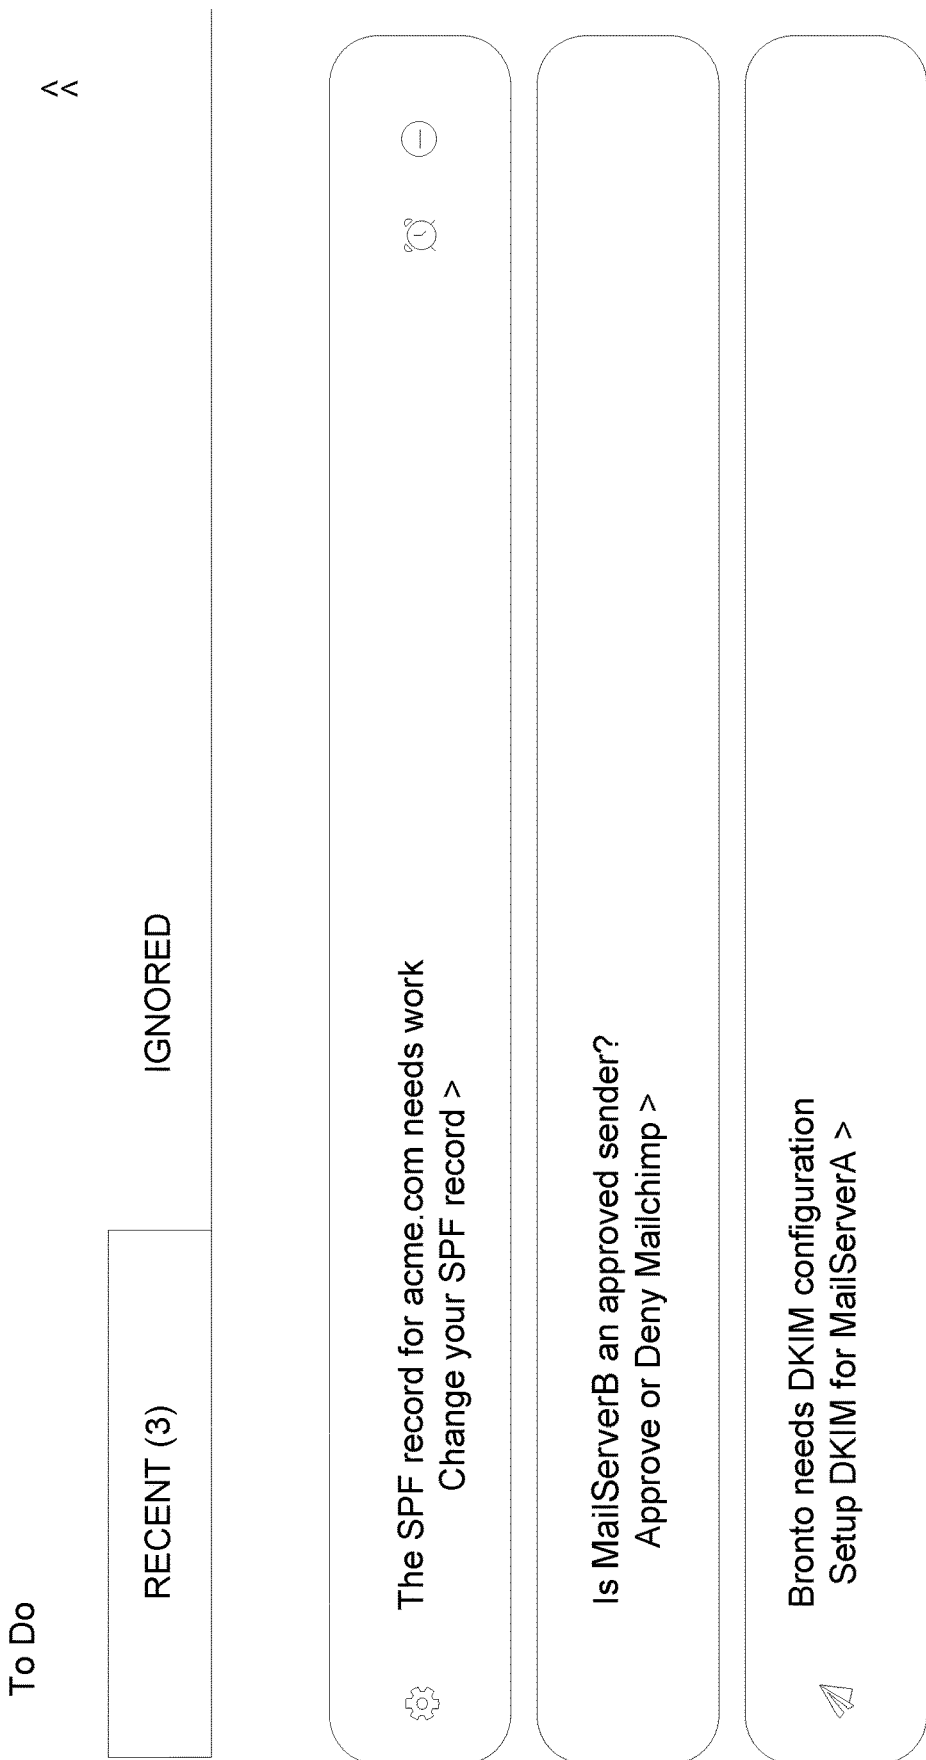 To Do
<<
RECENT (3)
IGNORED
The SPF record for acme.com needs work
Change your SPF record >
Is MailServerB an approved sender?
Approve or Deny Mailchimp >
Bronto needs DKIM configuration
Setup DKIM for MailServerA >